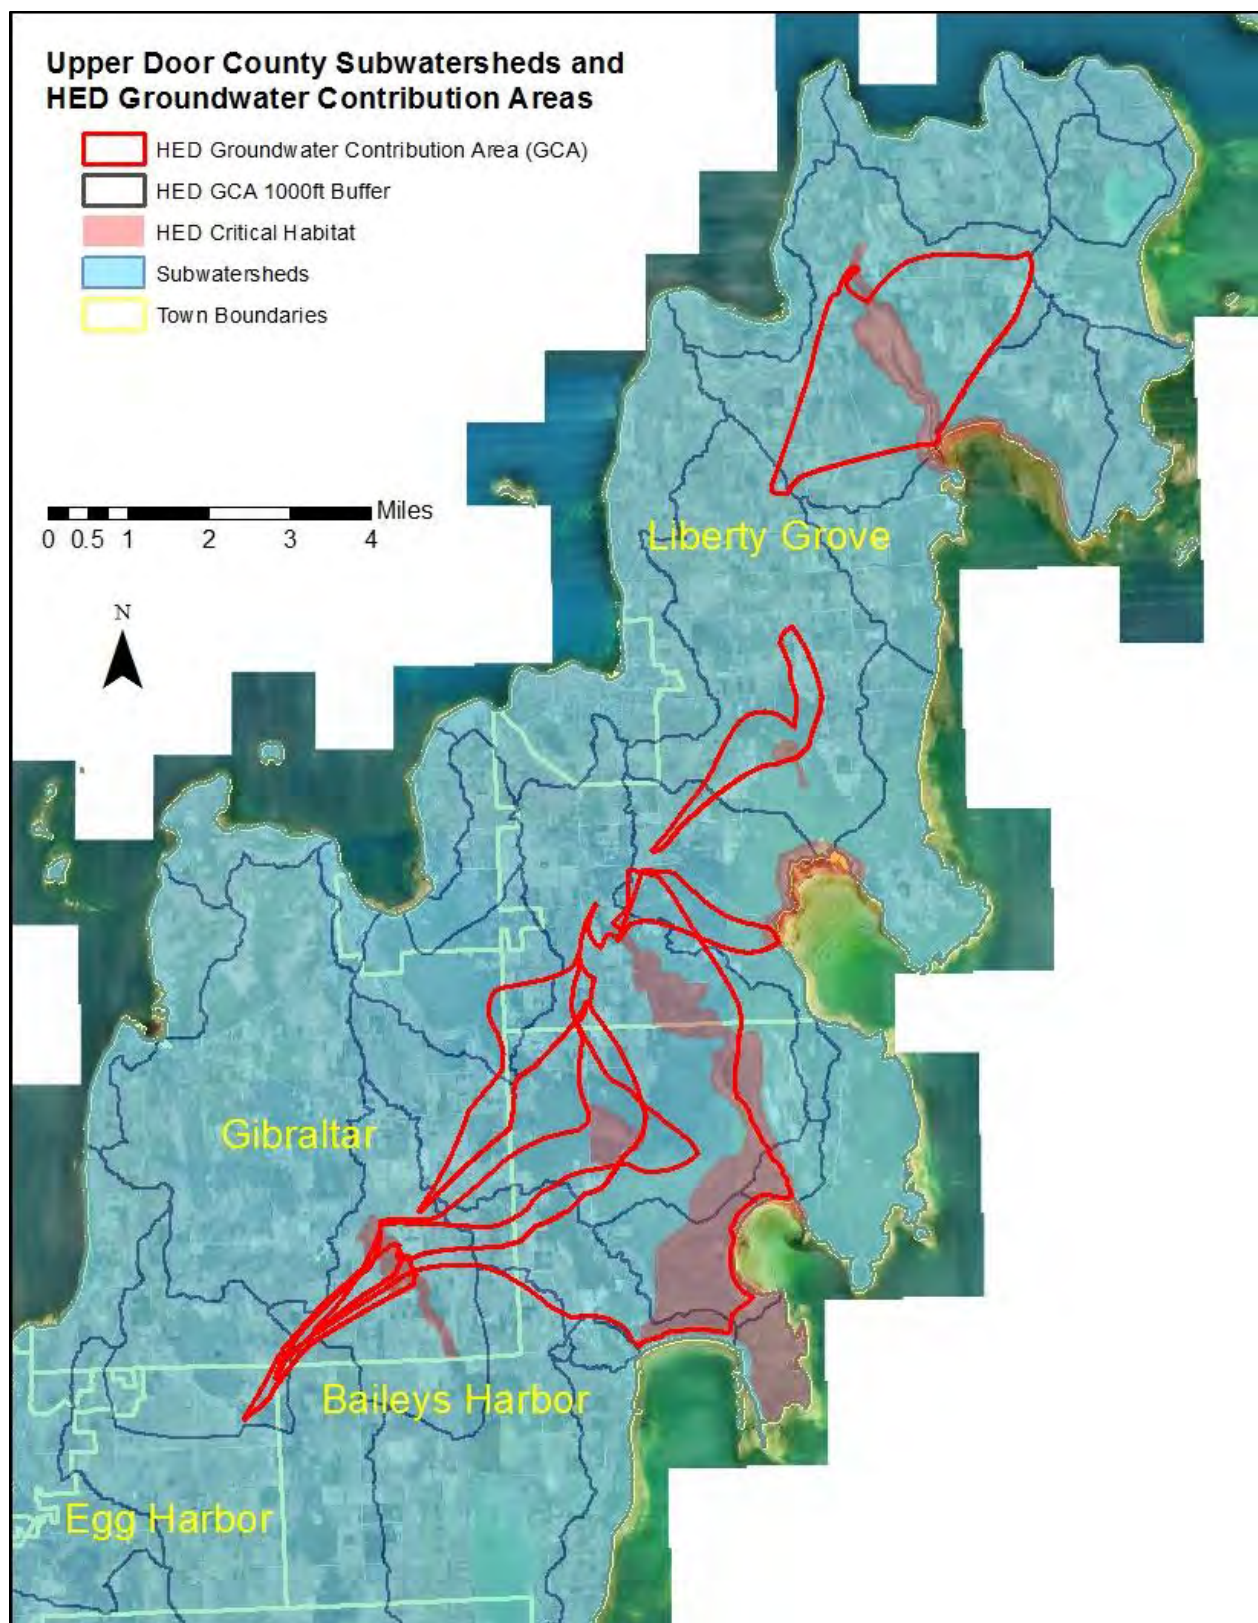 Upper Door County Subwatersheds and
HED Groundwater Contribution Areas
HED Groundwater Contribution Area (GCA)
HED GCA 1000ft Buffer
HED Critical Habitat
Subwatersheds
Town Boundaries
Miles
0 0.5 1 2 3 4
N
Liberty Grove
Gibraltar
Baileys Harbor
Egg Harbor